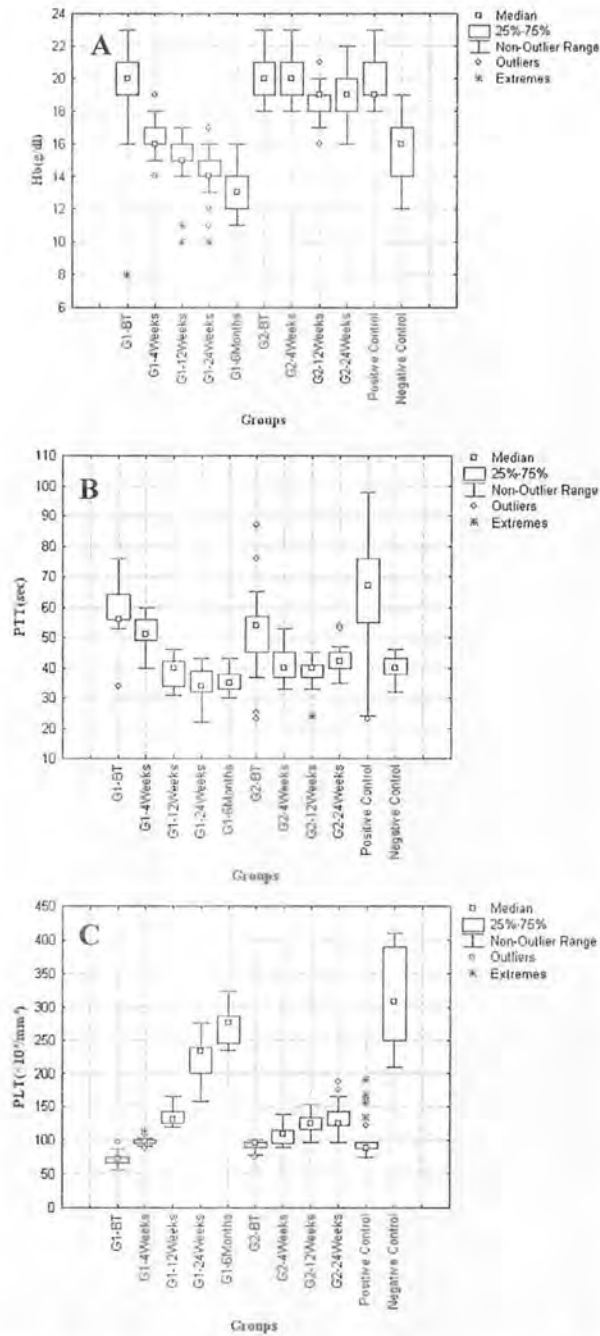 A
24
22
20
18
16
14
12
10
8
6
Hb(g/dl)
G1-BT
G1-4Weeks
G1-12Weeks
G1-24Weeks
G1-6Months
G2-BT
G2-4Weeks
G2-12Weeks
G2-24Weeks
Positive Control
Negative Control
Groups
Median
25%-75%
Non-Outlier Range
Outliers
Extremes
B
110
100
90
80
70
60
50
40
30
20
10
PTT(sec)
G1-BT
G1-4Weeks
G1-12Weeks
G1-24Weeks
G1-6Months
G2-BT
G2-4Weeks
G2-12Weeks
G2-24Weeks
Positive Control
Negative Control
Groups
Median
25%-75%
Non-Outlier Range
Outliers
Extremes
C
450
400
350
300
250
200
150
100
50
0
G1-BT
G1-4Weeks
G1-12Weeks
G1-24Weeks
G1-6Months
G2-BT
G2-4Weeks
G2-12Weeks
G2-24Weeks
Positive Control
Negative Control
Groups
Median
25%-75%
Non-Outlier Range
Outliers
Extremes